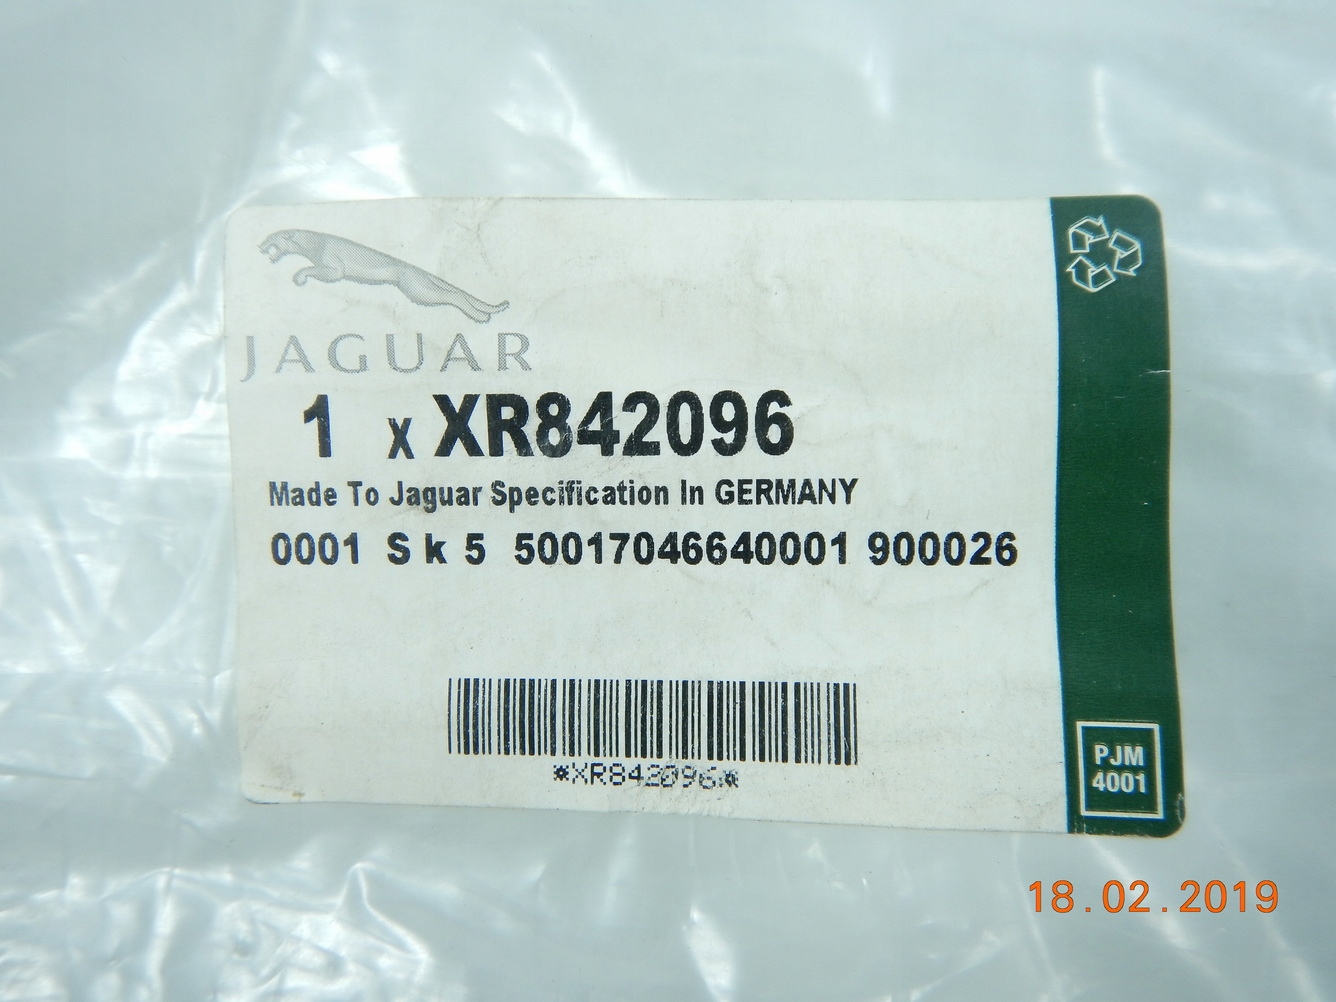 JAGUAR
1 x XR842096
Made To Jaguar Specification In GERMANY
0001 S k 5 50017046640001 900026
*XR842096*
PJM
4001
18.02.2019